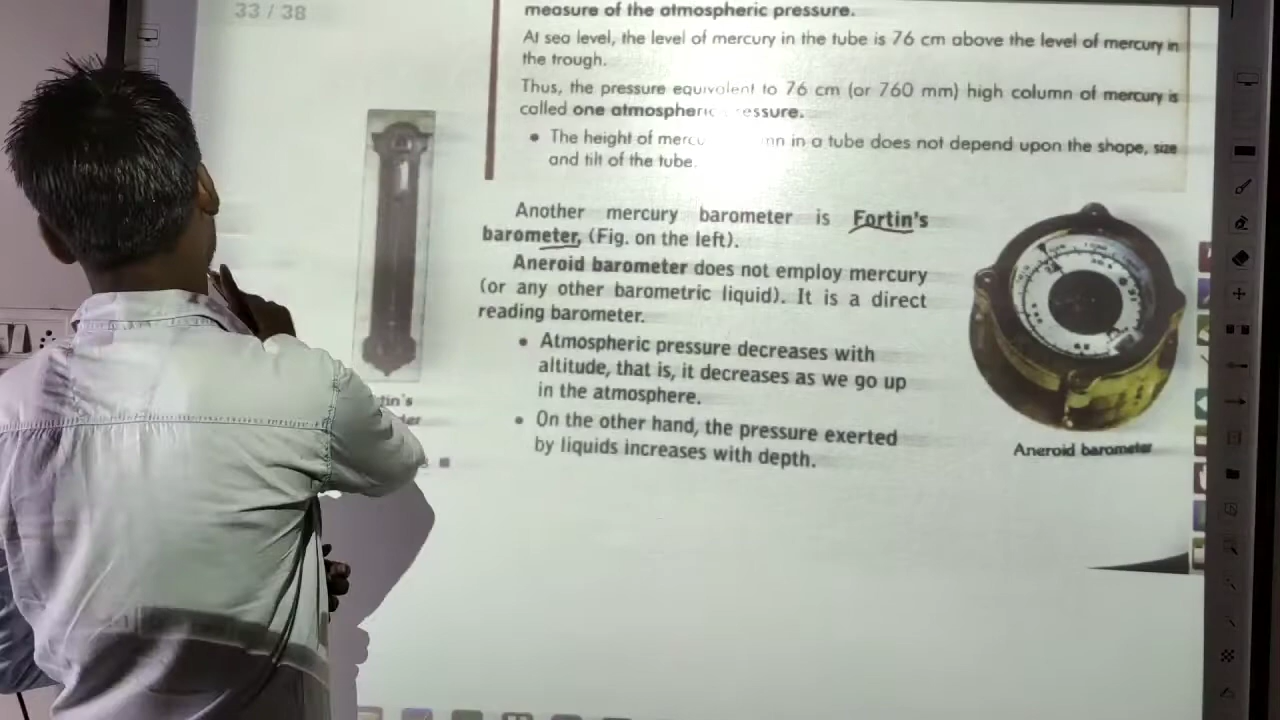 33 / 38
measure of the atmospheric pressure.
At sea level, the level of mercury in the tube is 76 cm above the level of mercury in
the trough.
Thus, the pressure equivalent to 76 cm (or 760 mm) high column of mercury is
called one atmospheric
The height of in a tube does not depend upon the shape, size
and tilt of the tube.
Another mercury barometer is Fortin's
barometer, (Fig. on the left).
Aneroid barometer does not employ mercury
(or any other barometric liquid). It is a direct
reading barometer.
• Atmospheric pressure decreases with
altitude, that is, it decreases as we go up
in the atmosphere.
• On the other hand, the pressure exerted
by liquids increases with depth.
Aneroid barometer